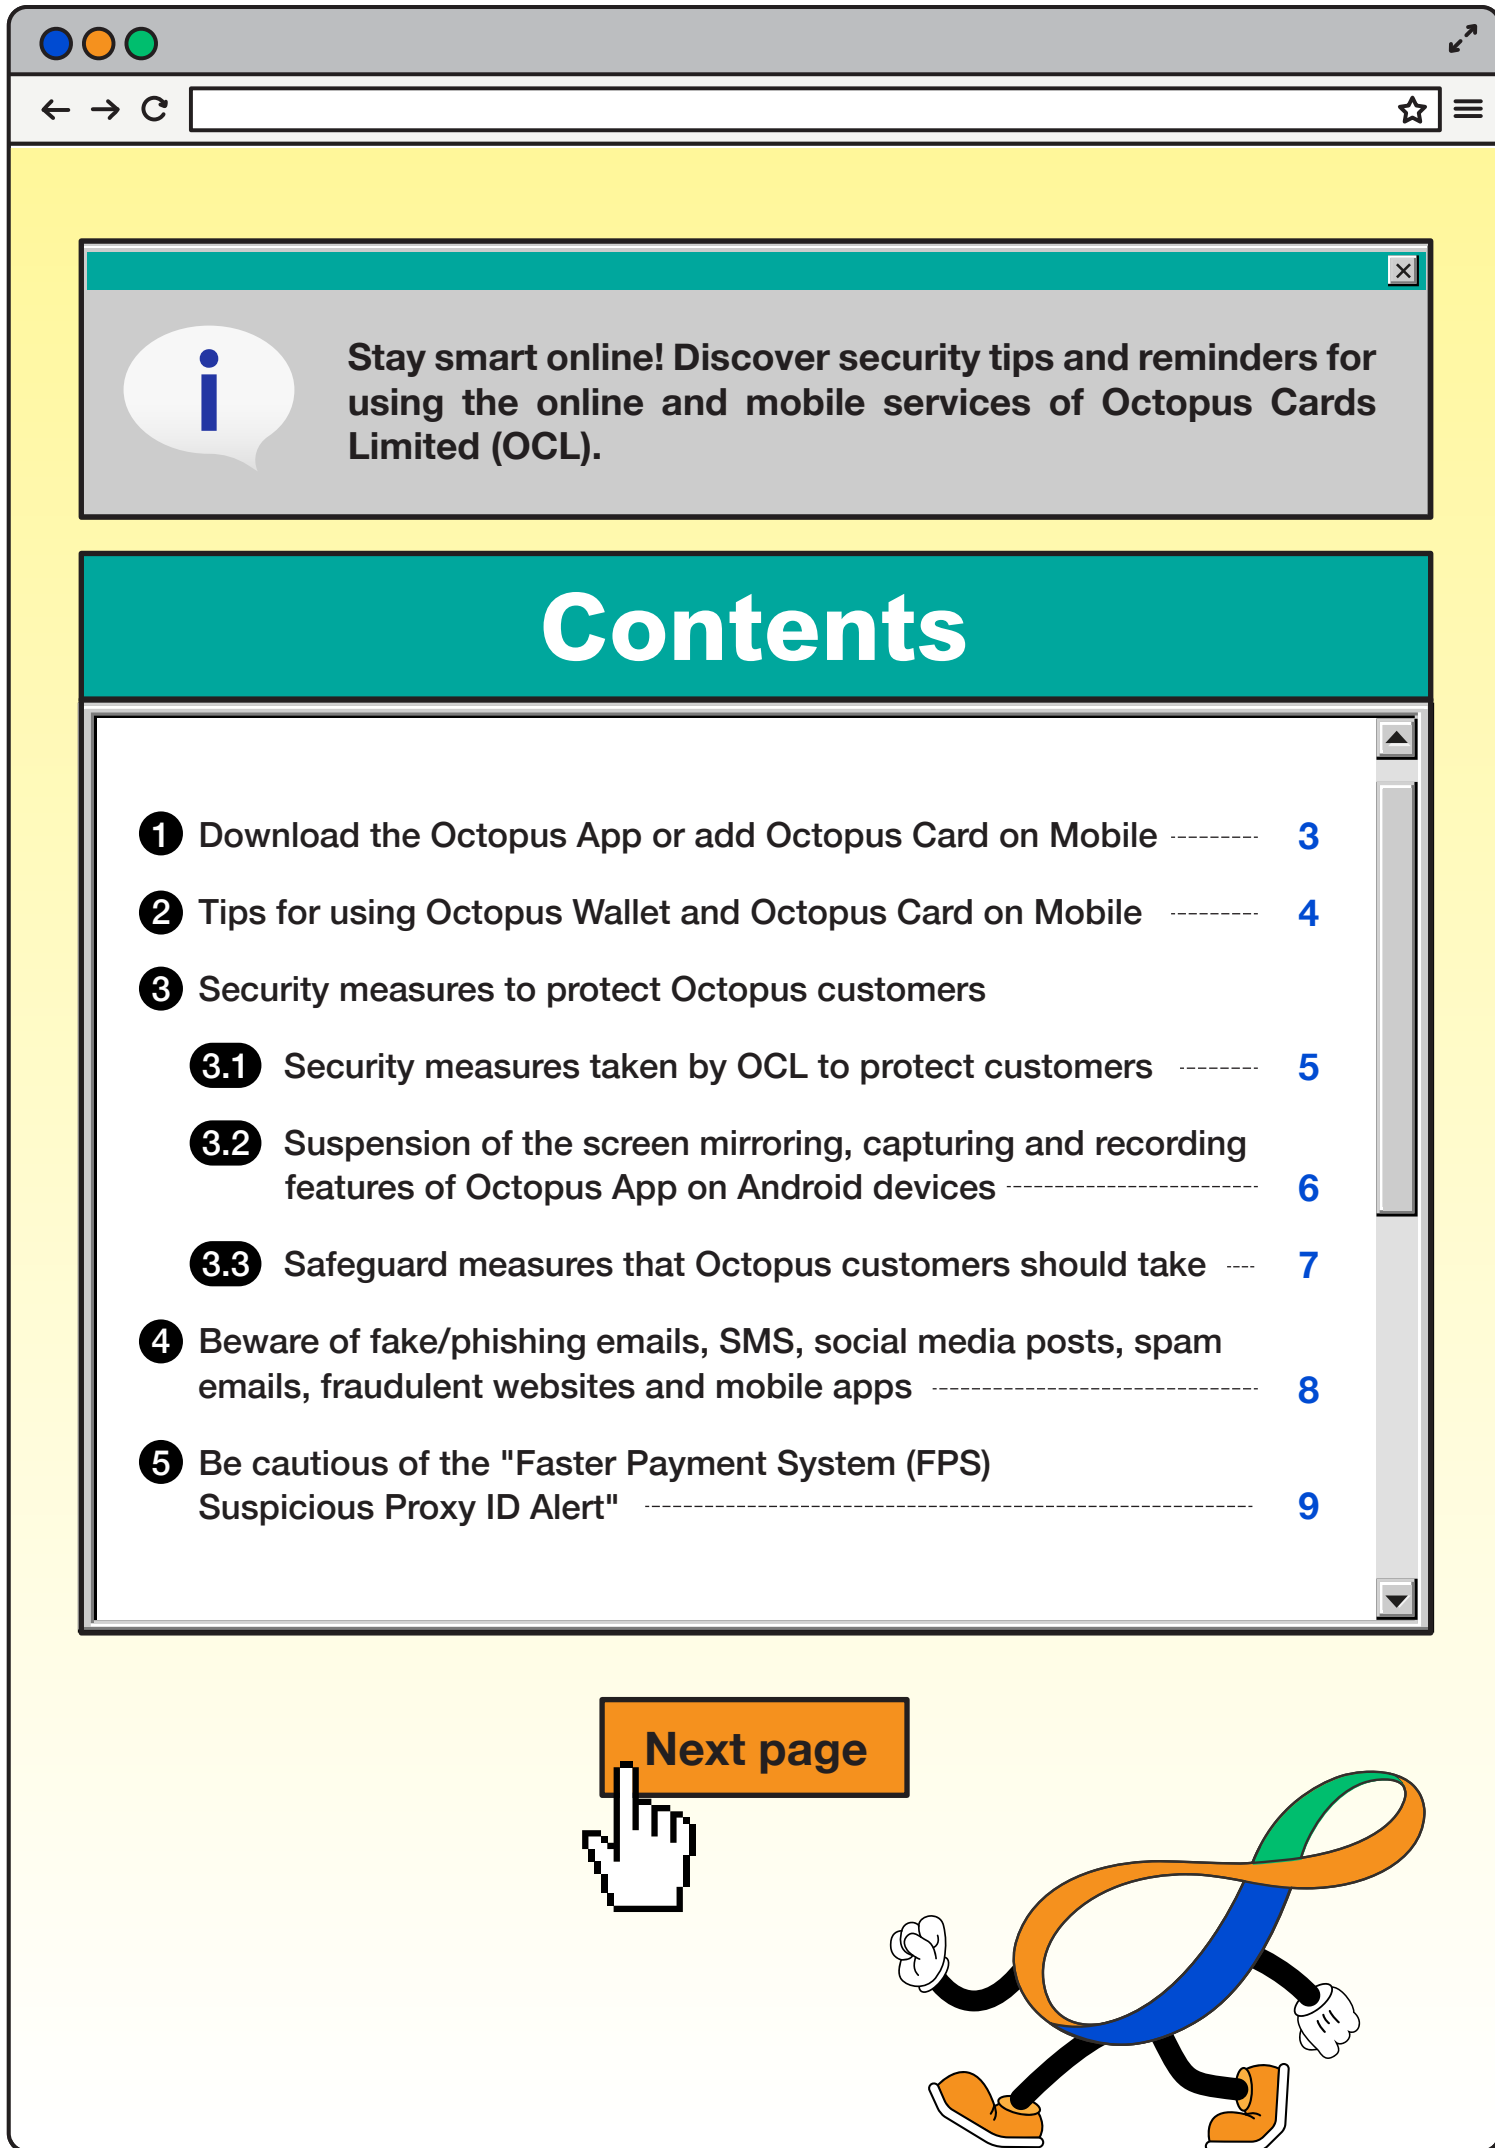 i
Stay smart online! Discover security tips and reminders for
using the online and mobile services of Octopus Cards
Limited (OCL).
Contents
1 Download the Octopus App or add Octopus Card on Mobile 3
2 Tips for using Octopus Wallet and Octopus Card on Mobile 4
3 Security measures to protect Octopus customers
3.1 Security measures taken by OCL to protect customers 5
3.2 Suspension of the screen mirroring, capturing and recording
features of Octopus App on Android devices 6
3.3 Safeguard measures that Octopus customers should take 7
4 Beware of fake/phishing emails, SMS, social media posts, spam
emails, fraudulent websites and mobile apps 8
5 Be cautious of the "Faster Payment System (FPS)
Suspicious Proxy ID Alert" 9
Next page